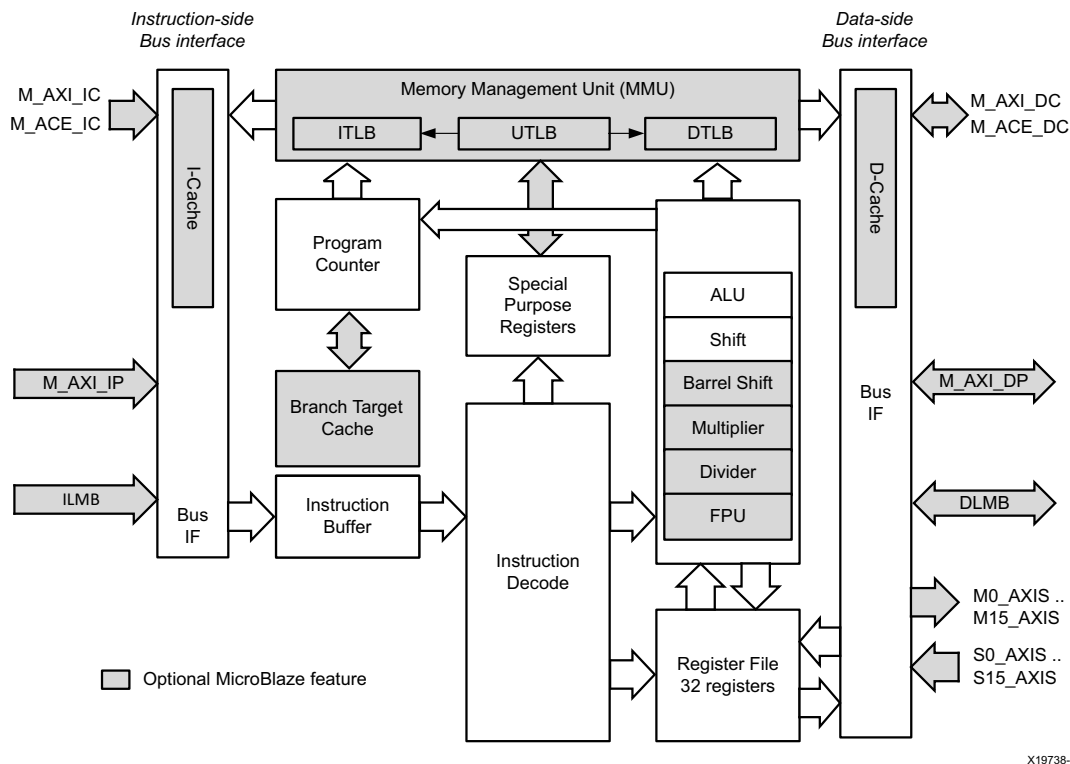 Instruction-side
Bus interface
Data-side
Bus interface
M_AXI_IC
M_ACE_IC
I-Cache
Memory Management Unit (MMU)
ITLB
UTLB
DTLB
D-Cache
M_AXI_DC
M_ACE_DC
Program
Counter
Special
Purpose
Registers
ALU
Shift
Barrel Shift
Multiplier
Divider
FPU
M_AXI_IP
Branch Target
Cache
Bus
IF
M_AXI_DP
ILMB
Bus
IF
Instruction
Buffer
Instruction
Decode
DLMB
Register File
32 registers
M0_AXIS ..
M15_AXIS
S0_AXIS ..
S15_AXIS
Optional MicroBlaze feature
X19738-